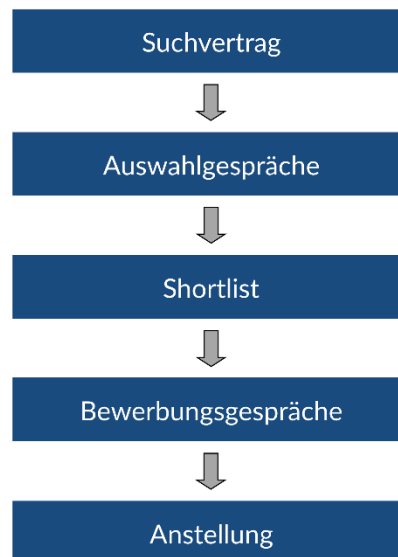 Suchvertrag
Auswahlgespräche
Shortlist
Bewerbungsgespräche
Anstellung